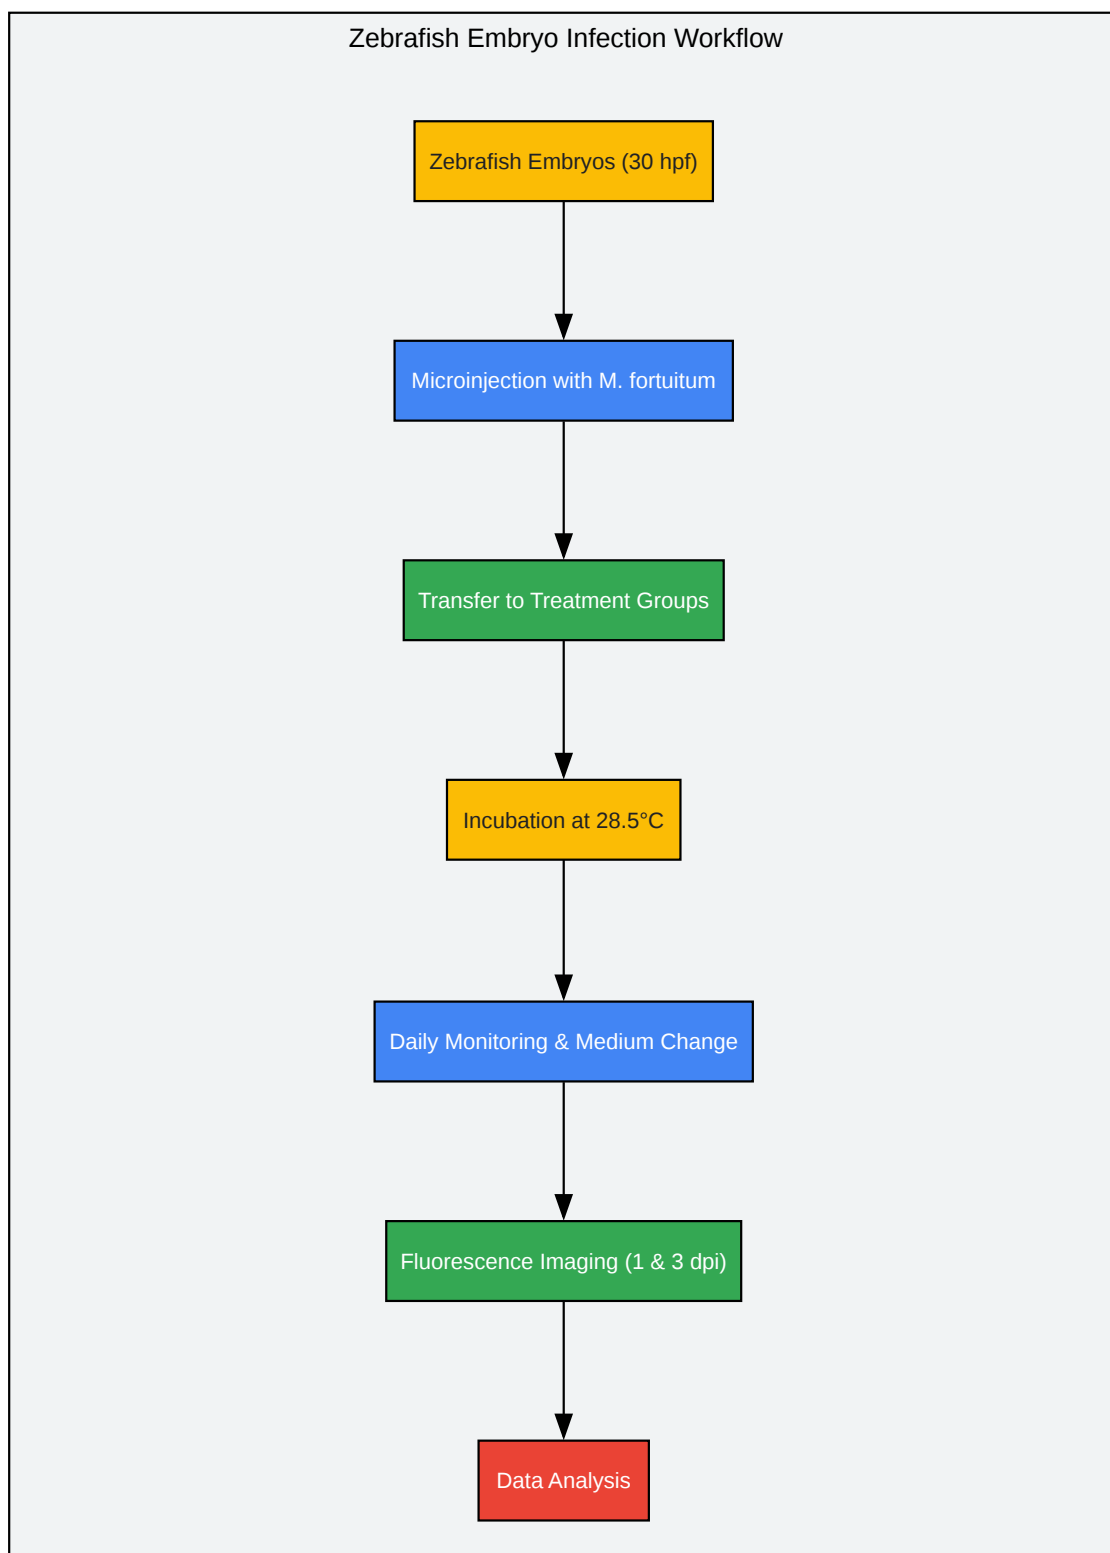 Zebrafish Embryo Infection Workflow
Zebrafish Embryos (30 hpf)
Microinjection with M. fortuitum
Transfer to Treatment Groups
Incubation at 28.5°C
Daily Monitoring & Medium Change
Fluorescence Imaging (1 & 3 dpi)
Data Analysis